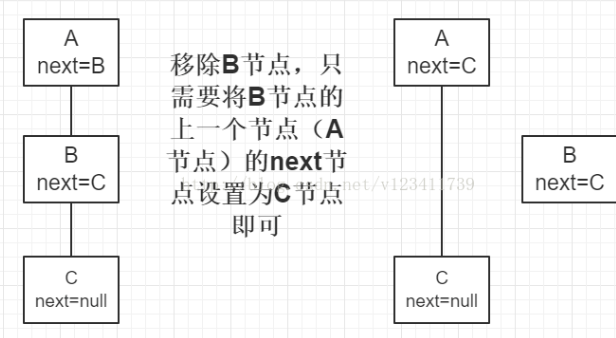 A
next=B
B
next=C
C
next=null
移除B节点，只
需要将B节点的
上一个节点（A
节点）的next节
点设置为C节点
即可
A
next=C
B
next=C
C
next=null